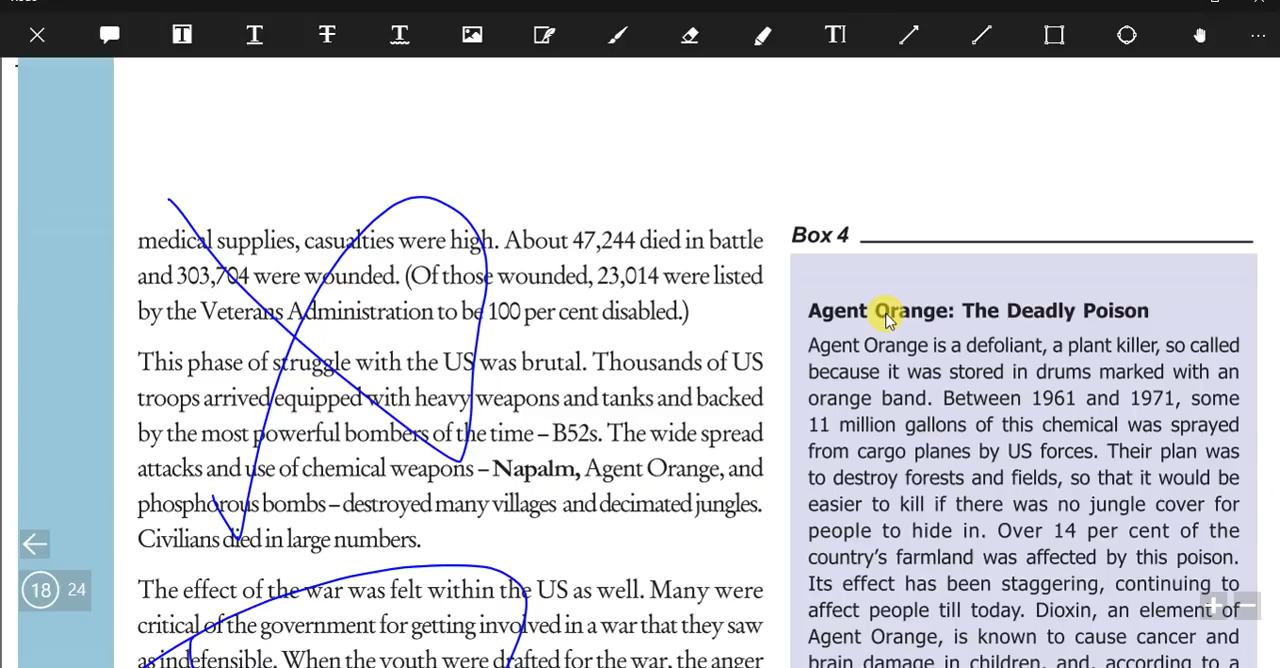 medical supplies, casualties were high. About 47,244 died in battle
and 303,704 were wounded. (Of those wounded, 23,014 were listed
by the Veterans Administration to be 100 per cent disabled.)
This phase of struggle with the US was brutal. Thousands of US
troops arrived equipped with heavy weapons and tanks and backed
by the most powerful bombers of the time – B52s. The wide spread
attacks and use of chemical weapons – Napalm, Agent Orange, and
phosphorous bombs – destroyed many villages and decimated jungles.
Civilians died in large numbers.
The effect of the war was felt within the US as well. Many were
critical of the government for getting involved in a war that they saw
as indefensible. When the youth were drafted for the war, the anger
Box 4
Agent Orange: The Deadly Poison
Agent Orange is a defoliant, a plant killer, so called
because it was stored in drums marked with an
orange band. Between 1961 and 1971, some
11 million gallons of this chemical was sprayed
from cargo planes by US forces. Their plan was
to destroy forests and fields, so that it would be
easier to kill if there was no jungle cover for
people to hide in. Over 14 per cent of the
country's farmland was affected by this poison.
Its effect has been staggering, continuing to
affect people till today. Dioxin, an element of
Agent Orange, is known to cause cancer and
brain damage in children, and, according to a
18 24